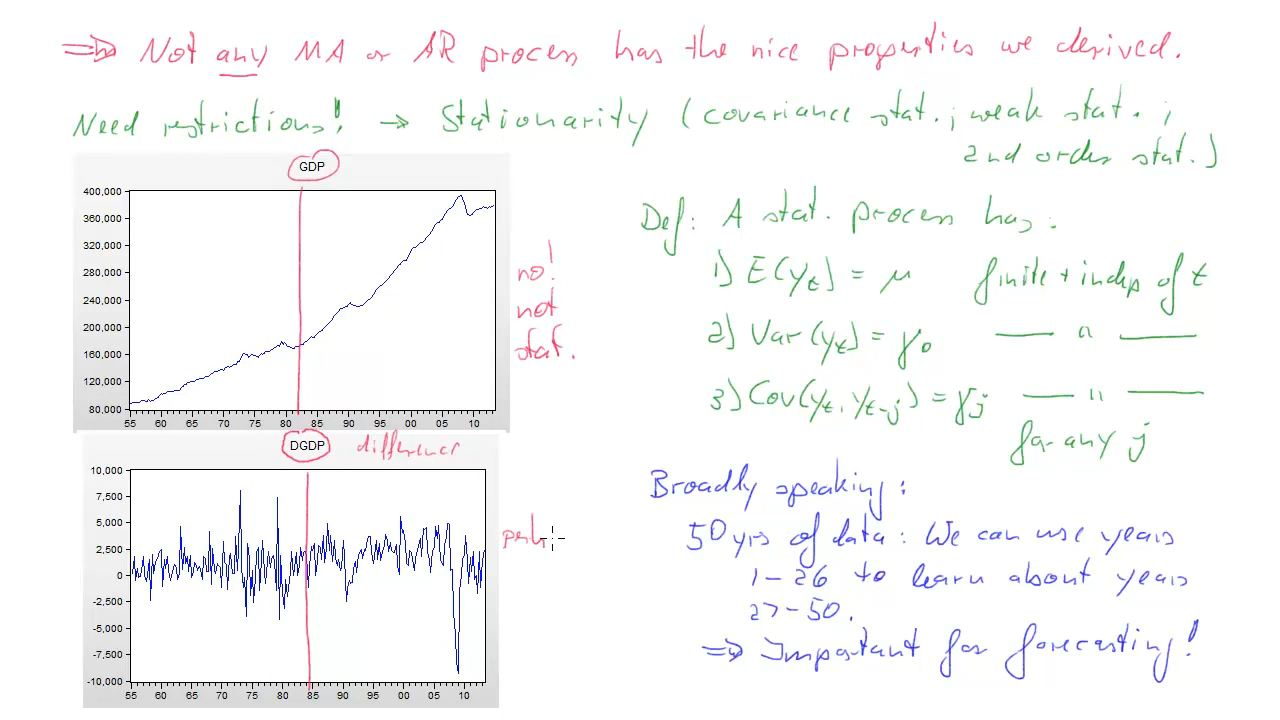 ⇒ Not any MA or AR process has the nice properties we derived.
Need restrictions! → Stationarity (covariance stat. ; weak stat. ;
2nd order stat.)
GDP
400,000
360,000
320,000
280,000
240,000
200,000
160,000
120,000
80,000
55 60 65 70 75 80 85 90 95 00 05 10
no!
not
stat.
DGDP difference
10,000
7,500
5,000
2,500
0
-2,500
-5,000
-7,500
-10,000
55 60 65 70 75 80 85 90 95 00 05 10
perh
Def: A stat. process has:
1) E(yt) = μ finite + indep of t
2) Var(yt) = γ0 — " —
3) Cov(yt, yt-j) = γj — " —
for any j
Broadly speaking:
50 yrs of data: We can use years
1-26 to learn about years
27-50.
⇒ Important for forecasting!